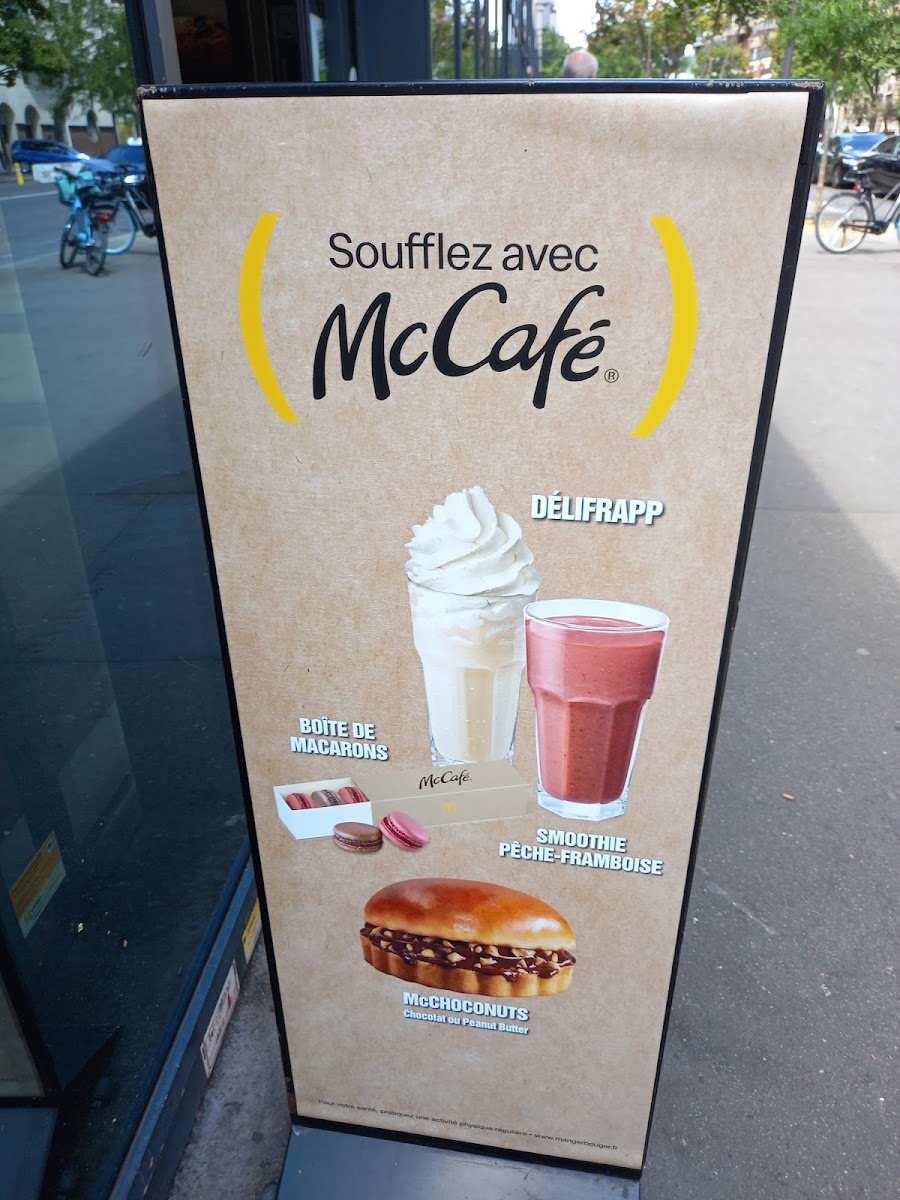 Soufflez avec
McCafé®
DÉLIFRAPP
BOÎTE DE
MACARONS
McCafé
SMOOTHIE
PÊCHE-FRAMBOISE
McCHOCONUTS
Chocolat ou Peanut Butter
Pour votre santé, pratiquez une activité physique régulière • www.mangerbouger.fr